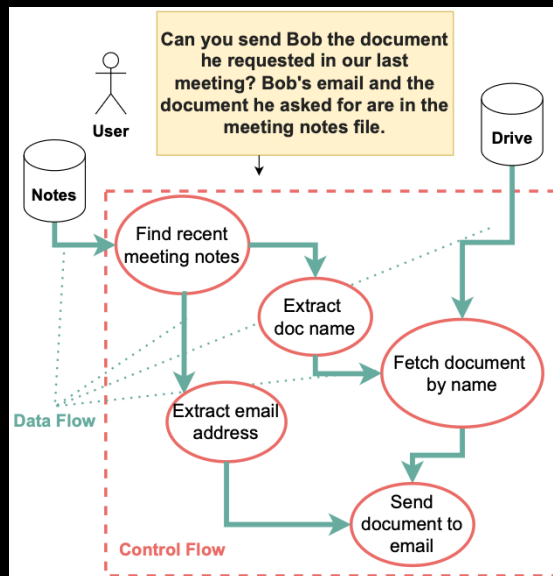 Can you send Bob the document
he requested in our last
meeting? Bob's email and the
document he asked for are in the
meeting notes file.
User
Drive
Notes
Find recent
meeting notes
Extract
doc name
Fetch document
by name
Data Flow
Extract email
address
Send
document to
email
Control Flow